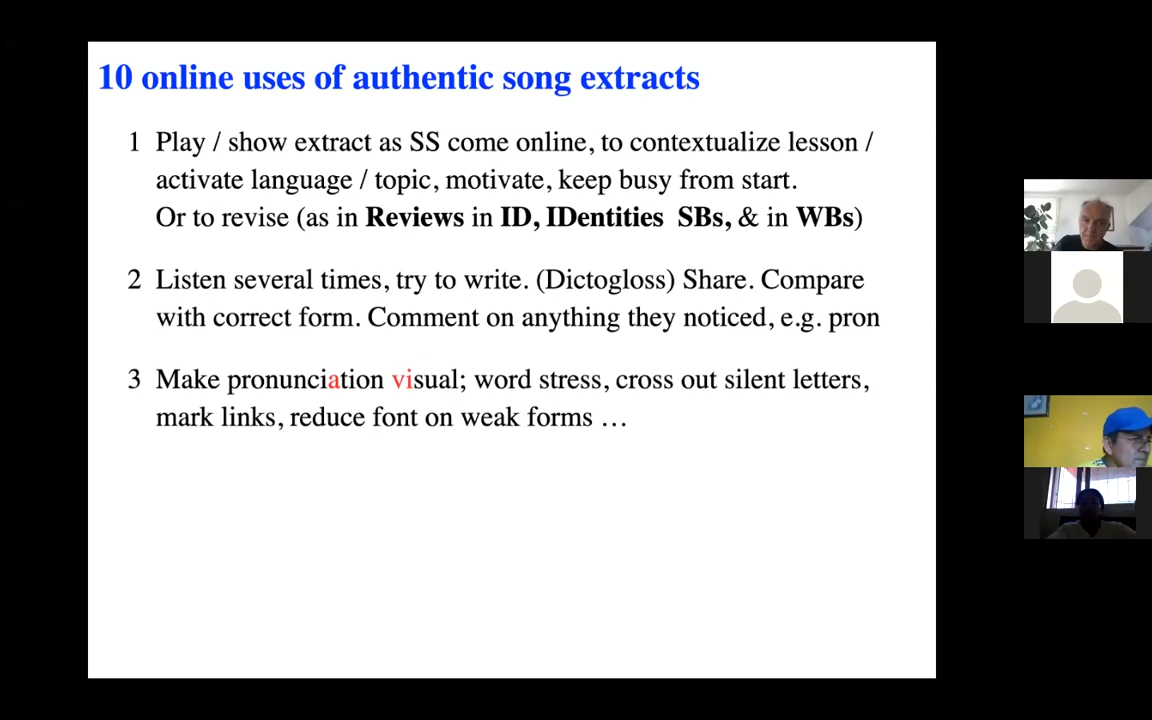 10 online uses of authentic song extracts
1 Play / show extract as SS come online, to contextualize lesson /
activate language / topic, motivate, keep busy from start.
Or to revise (as in Reviews in ID, IDentities SBs, & in WBs)
2 Listen several times, try to write. (Dictogloss) Share. Compare
with correct form. Comment on anything they noticed, e.g. pron
3 Make pronunciation visual; word stress, cross out silent letters,
mark links, reduce font on weak forms …